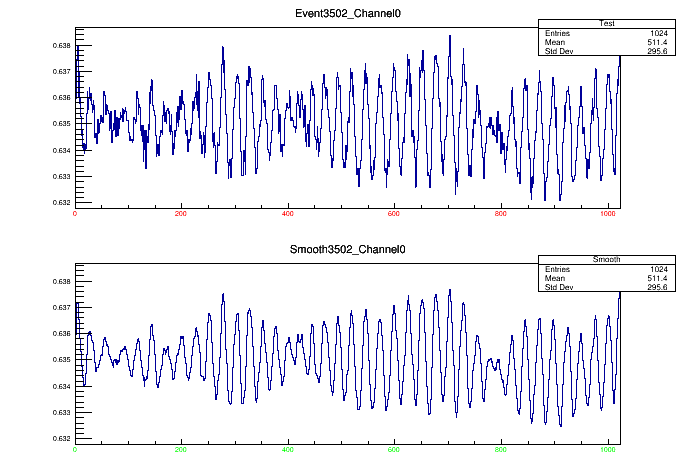 Event3502_Channel0
Test
Entries 1024
Mean 511.4
Std Dev 295.6
0.638
0.637
0.636
0.635
0.634
0.633
0.632
0 200 400 600 800 1000
Smooth3502_Channel0
Smooth
Entries 1024
Mean 511.4
Std Dev 295.6
0.638
0.637
0.636
0.635
0.634
0.633
0.632
0 200 400 600 800 1000